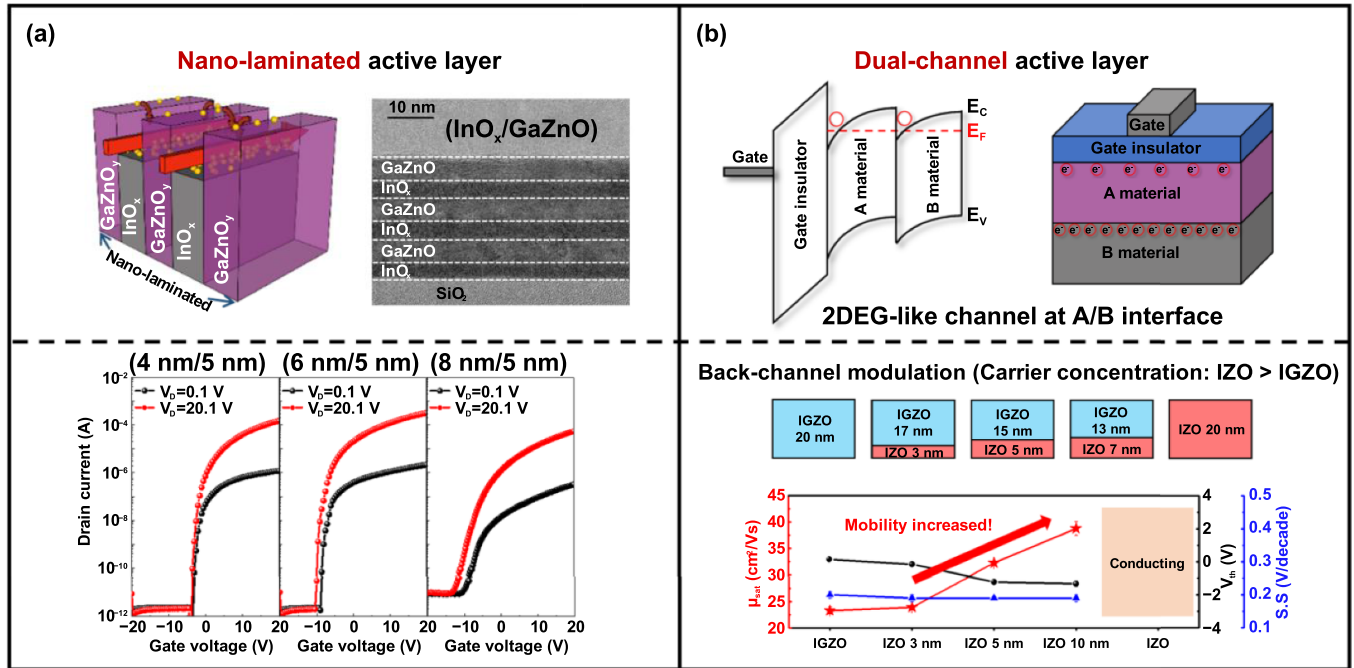 (a)
Nano-laminated active layer
GaZnOy
InOx
GaZnOy
InOx
GaZnOy
Nano-laminated
10 nm
(InOx/GaZnO)
GaZnO
InOx
GaZnO
InOx
GaZnO
InOx
SiO2
(4 nm/5 nm) (6 nm/5 nm) (8 nm/5 nm)
VD=0.1 V
VD=20.1 V
VD=0.1 V
VD=20.1 V
VD=0.1 V
VD=20.1 V
Drain current (A)
10-2
10-4
10-6
10-8
10-10
10-12
−20 −10 0 10 20 −10 0 10 20 −10 0 10 20
Gate voltage (V) Gate voltage (V) Gate voltage (V)
(b)
Dual-channel active layer
Gate
Gate insulator
A material
B material
EC
EF
EV
Gate
Gate insulator
e- e- e- e- e- e-
A material
e- e- e- e- e- e- e- e- e- e- e-
B material
2DEG-like channel at A/B interface
Back-channel modulation (Carrier concentration: IZO > IGZO)
IGZO
20 nm
IGZO
17 nm
IZO 3 nm
IGZO
15 nm
IZO 5 nm
IGZO
13 nm
IZO 7 nm
IZO 20 nm
μsat (cm2/Vs)
45
40
35
30
25
20
Mobility increased!
Conducting
4
2
0
−2
−4
Vth (V)
0.5
0.4
0.3
0.2
0.1
S.S (V/decade)
IGZO IZO 3 nm IZO 5 nm IZO 10 nm IZO